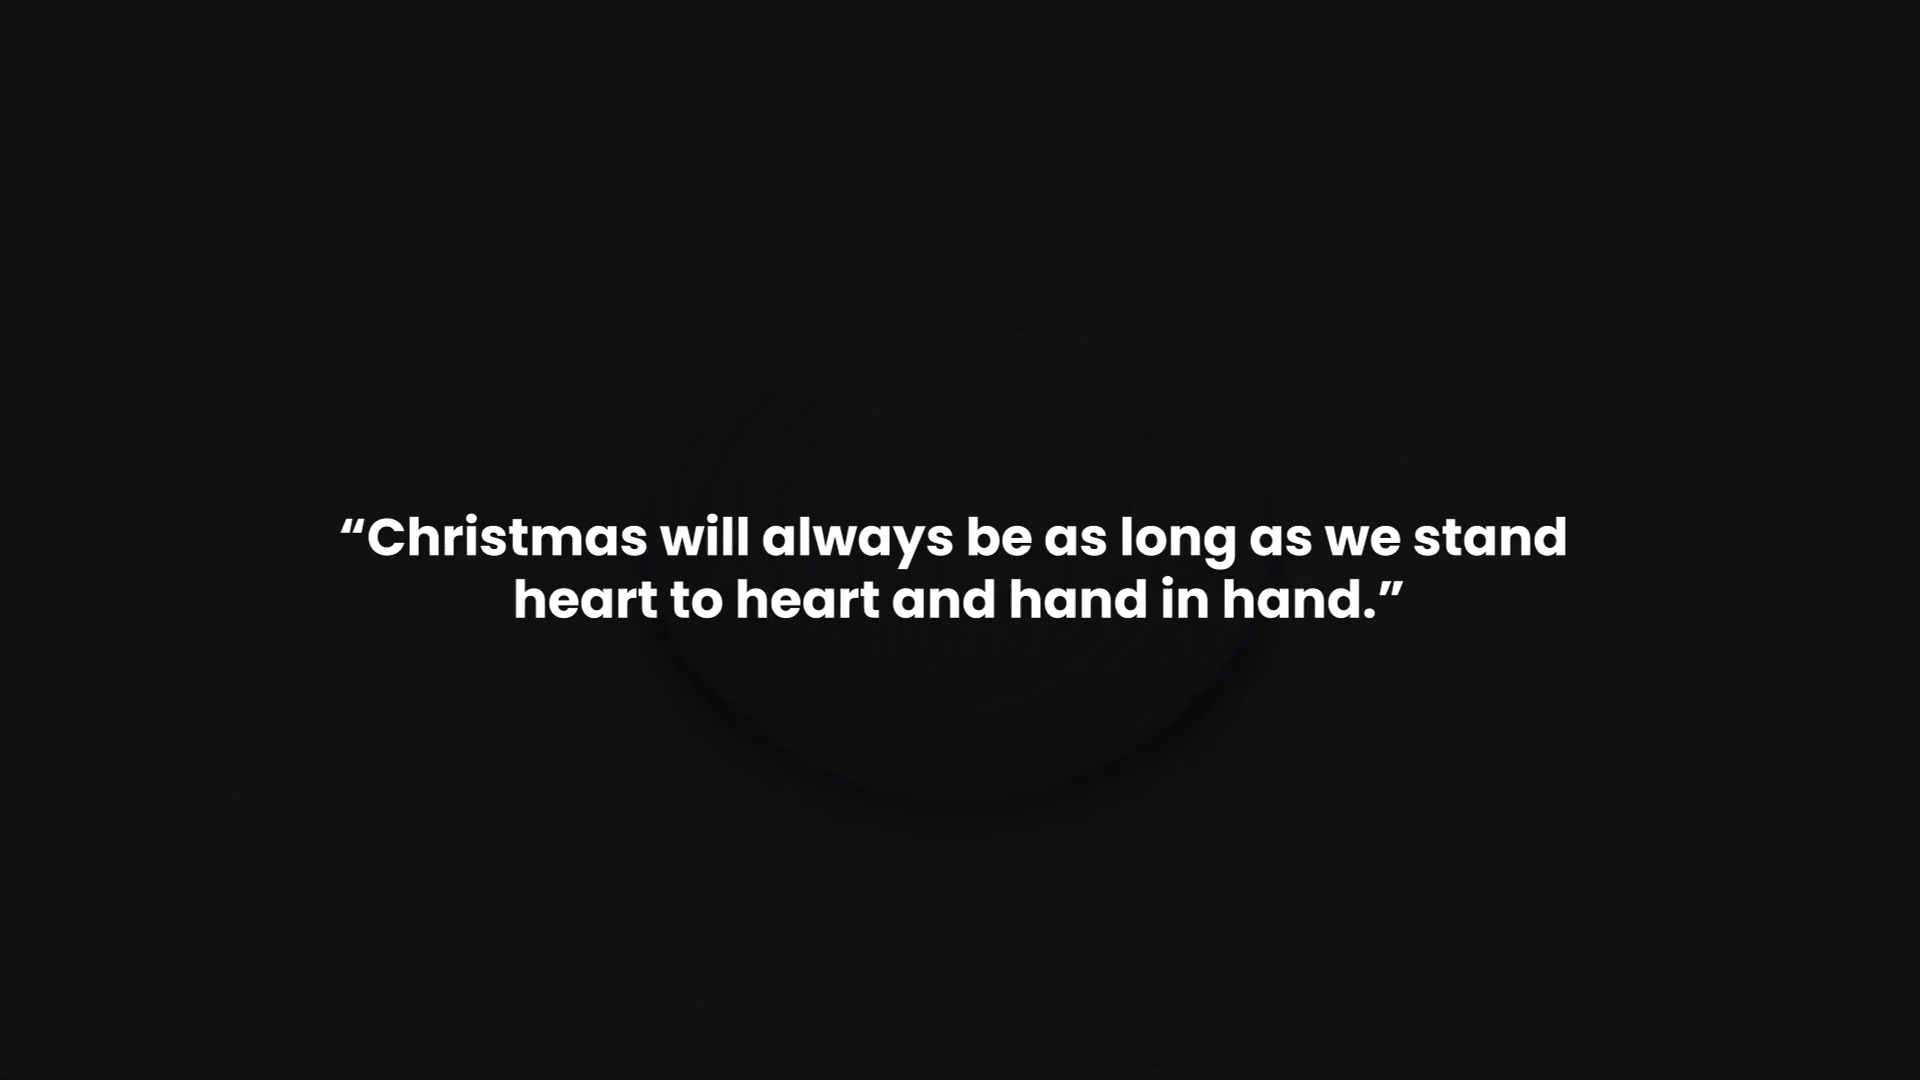 “Christmas will always be as long as we stand
heart to heart and hand in hand.”